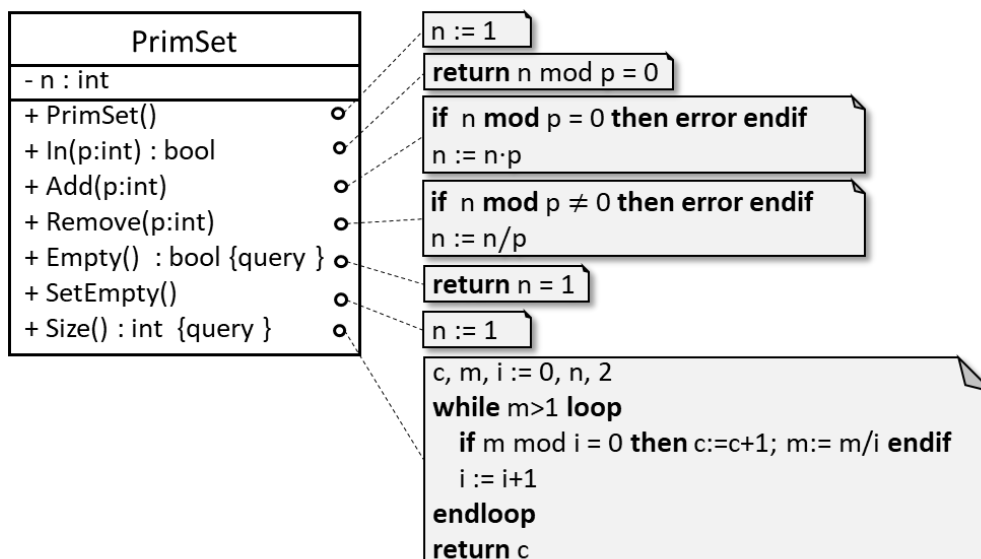 PrimSet
- n : int
+ PrimSet()
+ In(p:int) : bool
+ Add(p:int)
+ Remove(p:int)
+ Empty() : bool {query }
+ SetEmpty()
+ Size() : int {query }
n := 1
return n mod p = 0
if n mod p = 0 then error endif
n := n·p
if n mod p ≠ 0 then error endif
n := n/p
return n = 1
n := 1
c, m, i := 0, n, 2
while m>1 loop
if m mod i = 0 then c:=c+1; m:= m/i endif
i := i+1
endloop
return c